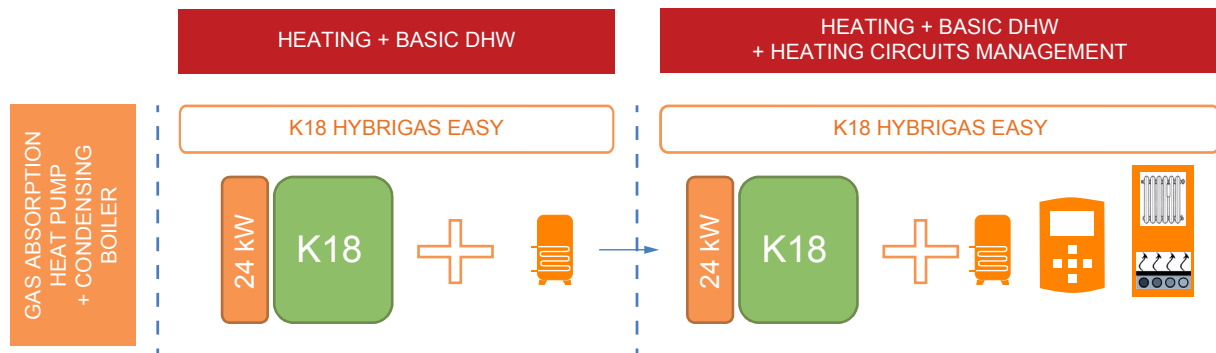 HEATING + BASIC DHW
HEATING + BASIC DHW
+ HEATING CIRCUITS MANAGEMENT
GAS ABSORPTION
HEAT PUMP
+ CONDENSING
BOILER
K18 HYBRIGAS EASY
K18 HYBRIGAS EASY
24 kW
K18
24 kW
K18